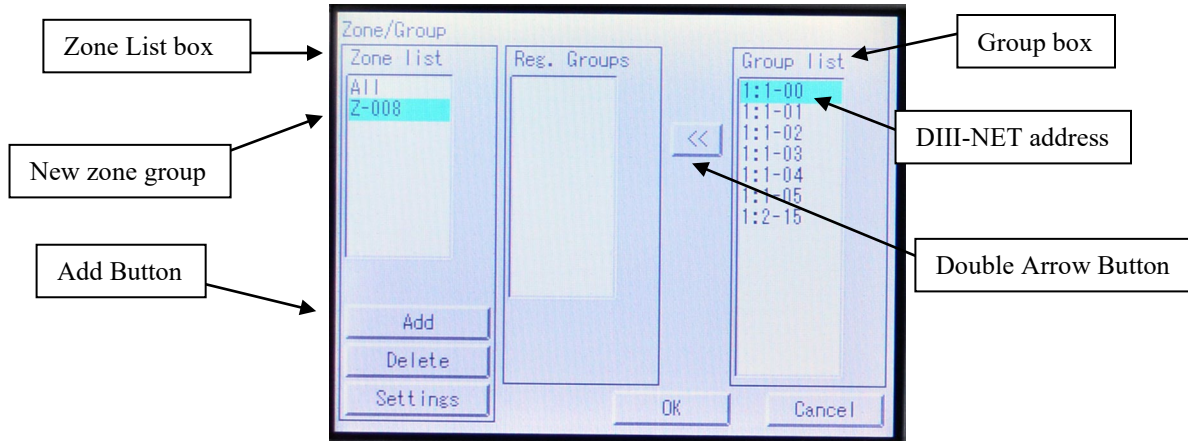 Zone List box
New zone group
Add Button
Zone/Group
Zone list
All
Z-008
Add
Delete
Settings
Reg. Groups
<<
Group list
1:1-00
1:1-01
1:1-02
1:1-03
1:1-04
1:1-05
1:2-15
OK
Cancel
Group box
DIII-NET address
Double Arrow Button